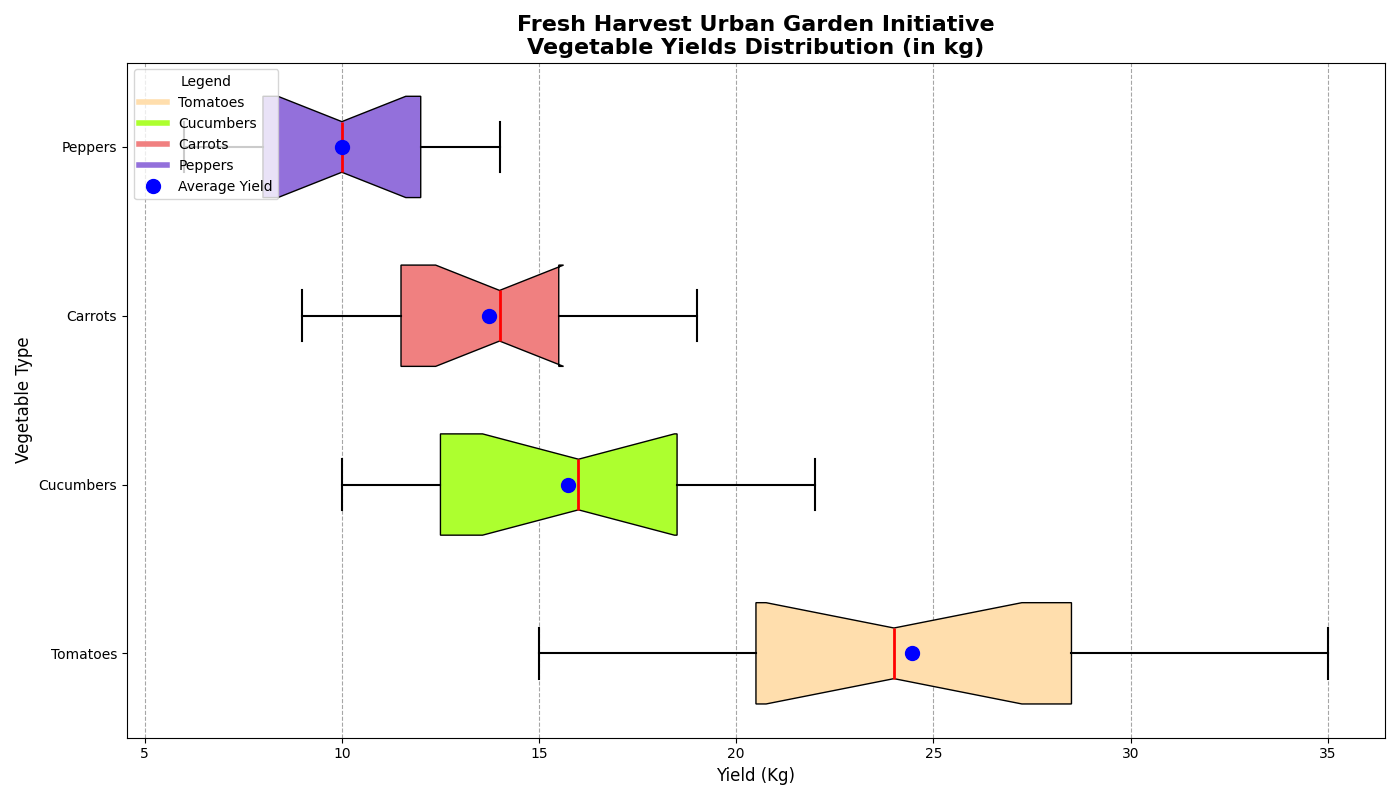 Fresh Harvest Urban Garden Initiative
Vegetable Yields Distribution (in kg)
Legend
Tomatoes
Cucumbers
Carrots
Peppers
Average Yield
Vegetable Type
Peppers
Carrots
Cucumbers
Tomatoes
5 10 15 20 25 30 35
Yield (Kg)